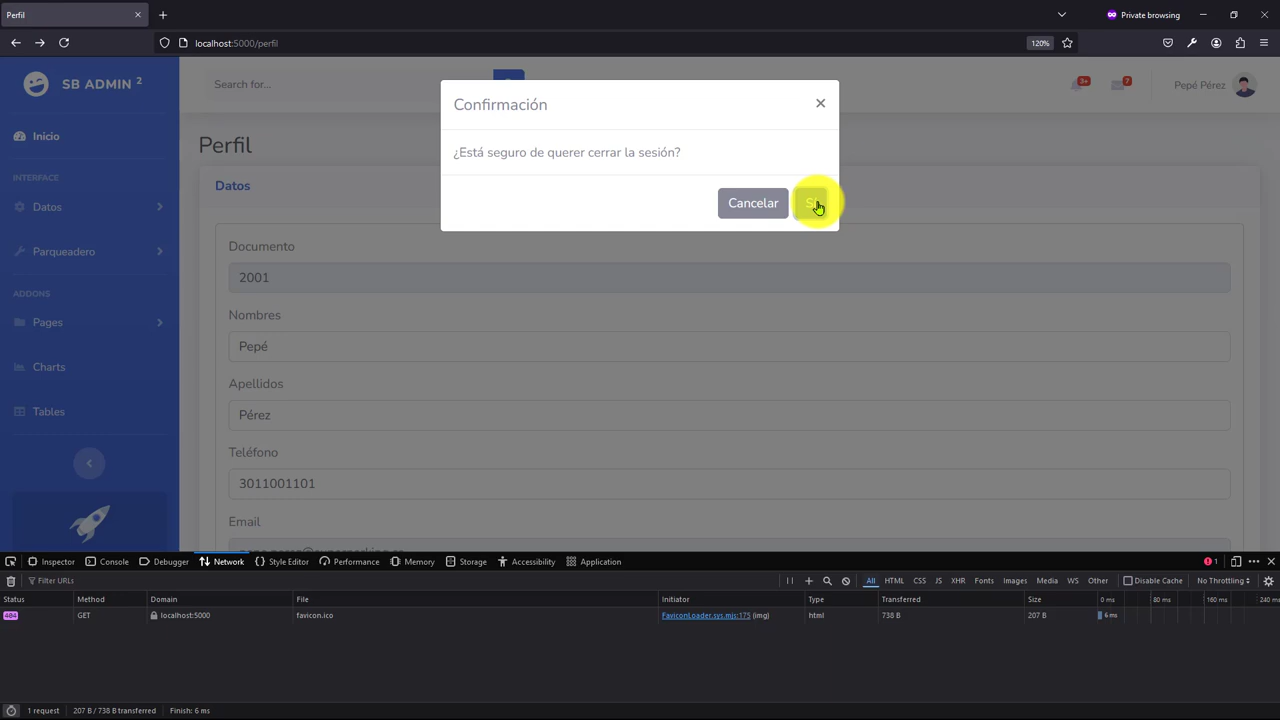 Perfil
Private browsing
localhost:5000/perfil
120%
SB ADMIN 2
Search for...
3+
7
Pepé Pérez
Inicio
INTERFACE
Datos
Parqueadero
ADDONS
Pages
Charts
Tables
Perfil
Datos
Confirmación
¿Está seguro de querer cerrar la sesión?
Cancelar
Documento
2001
Nombres
Pepé
Apellidos
Pérez
Teléfono
3011001101
Email
Inspector Console Debugger Network Style Editor Performance Memory Storage Accessibility Application 1
Filter URLs All HTML CSS JS XHR Fonts Images Media WS Other Disable Cache No Throttling
Status Method Domain File Initiator Type Transferred Size 0 ms 80 ms 160 ms 240 ms
404 GET localhost:5000 favicon.ico FaviconLoader.sys.mjs:175 (img) html 738 B 207 B 6 ms
1 request 207 B / 738 B transferred Finish: 6 ms